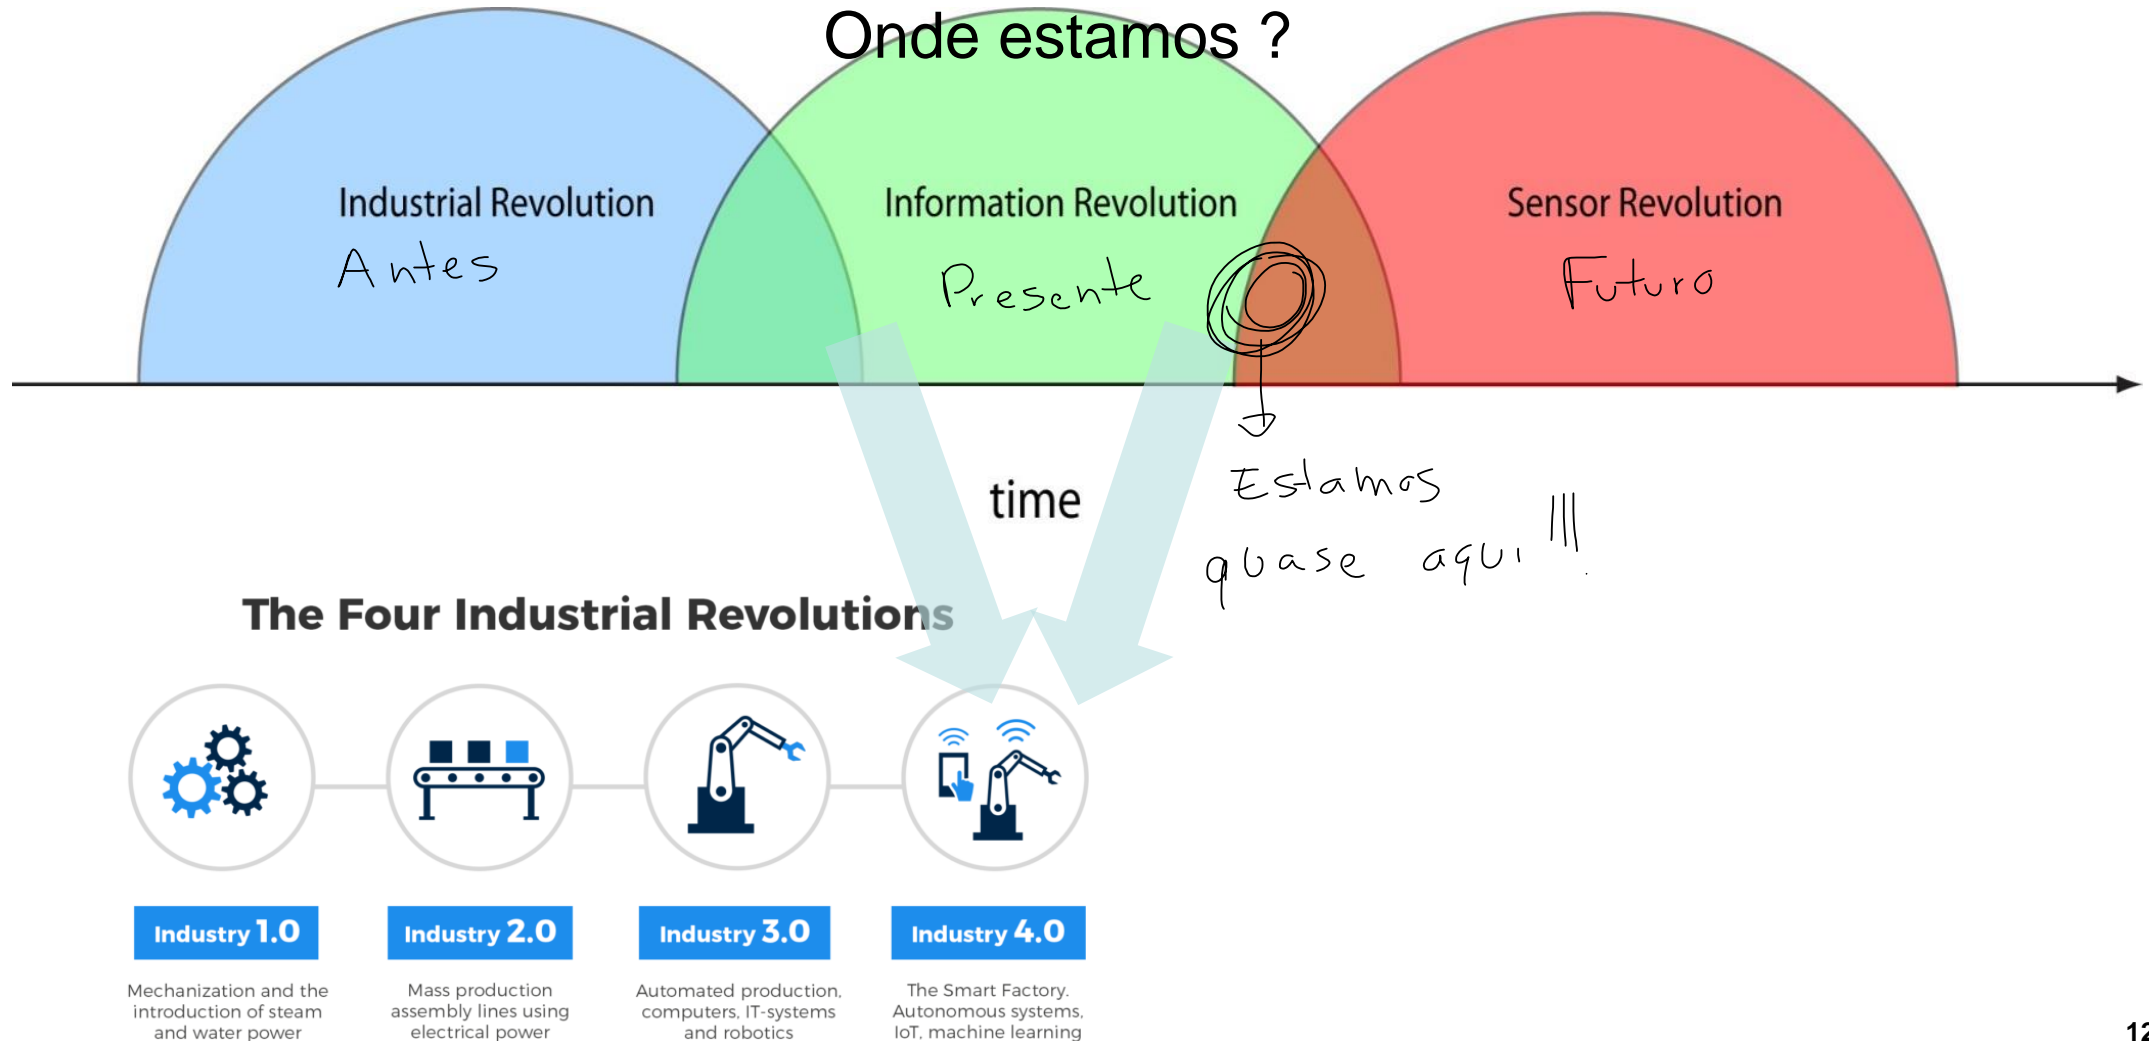 Onde estamos ?
Industrial Revolution
Antes
Information Revolution
Presente
Sensor Revolution
Futuro
time
Estamos
quase aqui !!!
The Four Industrial Revolutions
Industry 1.0
Mechanization and the
introduction of steam
and water power
Industry 2.0
Mass production
assembly lines using
electrical power
Industry 3.0
Automated production,
computers, IT-systems
and robotics
Industry 4.0
The Smart Factory.
Autonomous systems,
IoT, machine learning
12